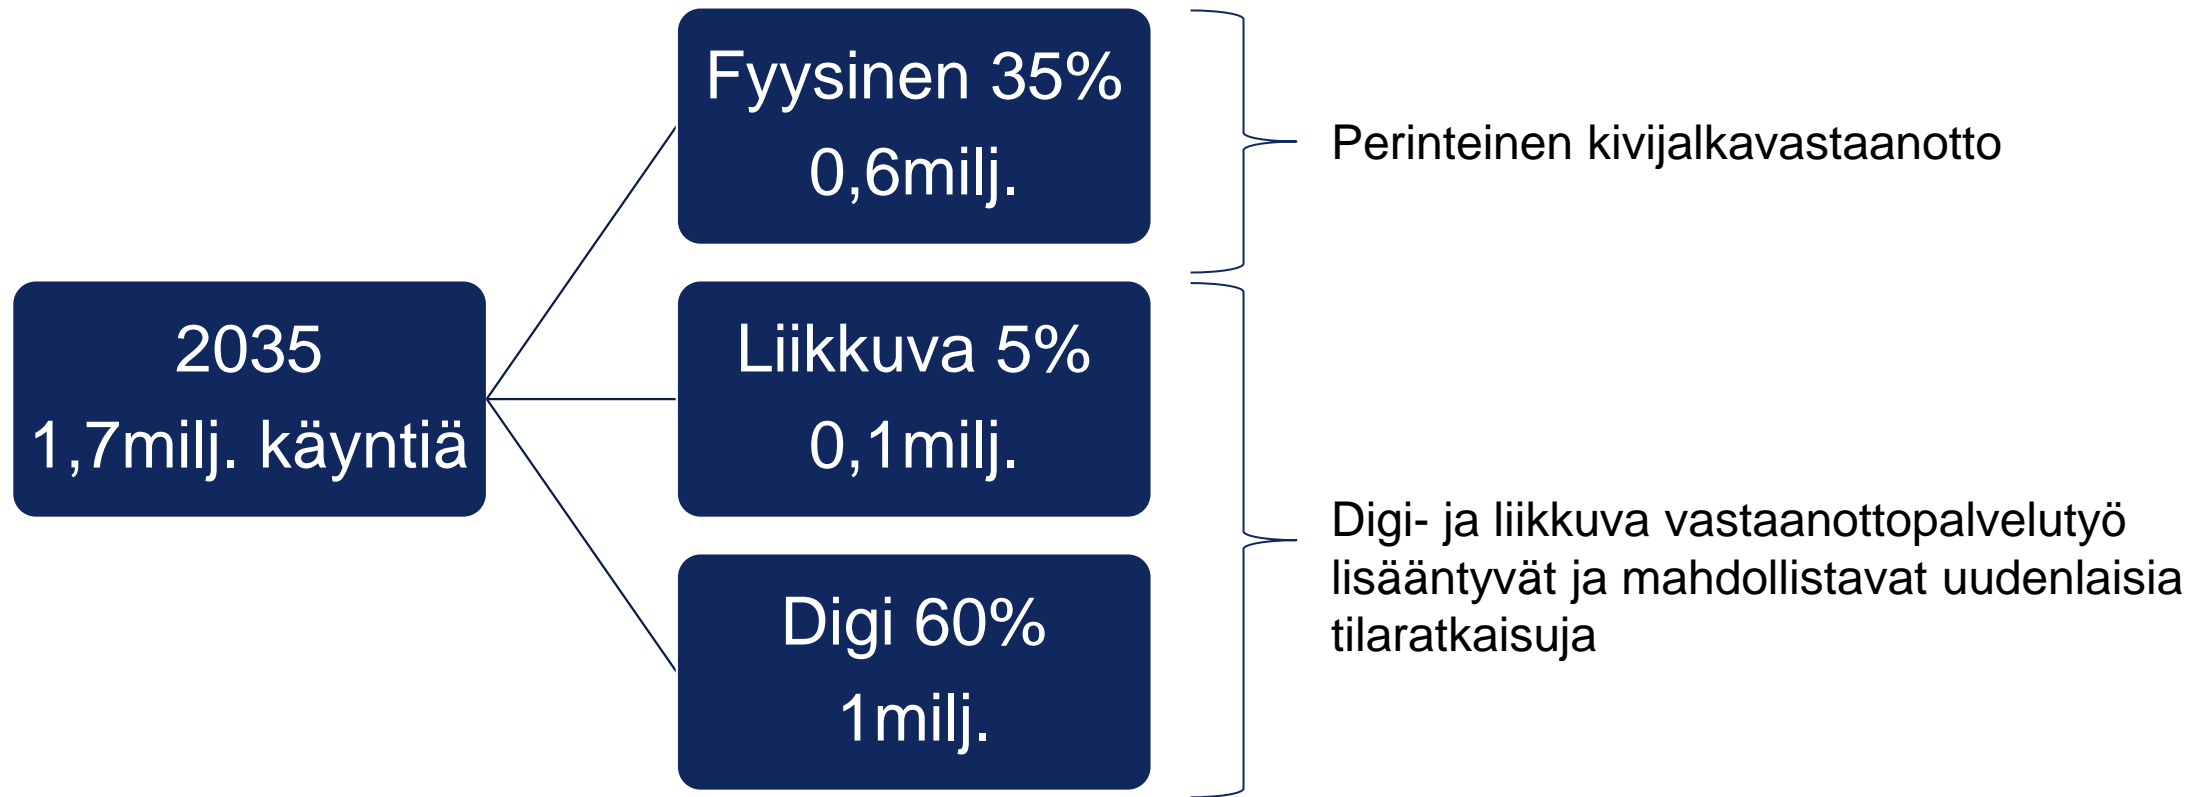 2035
1,7milj. käyntiä
Fyysinen 35%
0,6milj.
Liikkuva 5%
0,1milj.
Digi 60%
1milj.
Perinteinen kivijalkavastaanotto
Digi- ja liikkuva vastaanottopalvelutyö
lisääntyvät ja mahdollistavat uudenlaisia
tilaratkaisuja